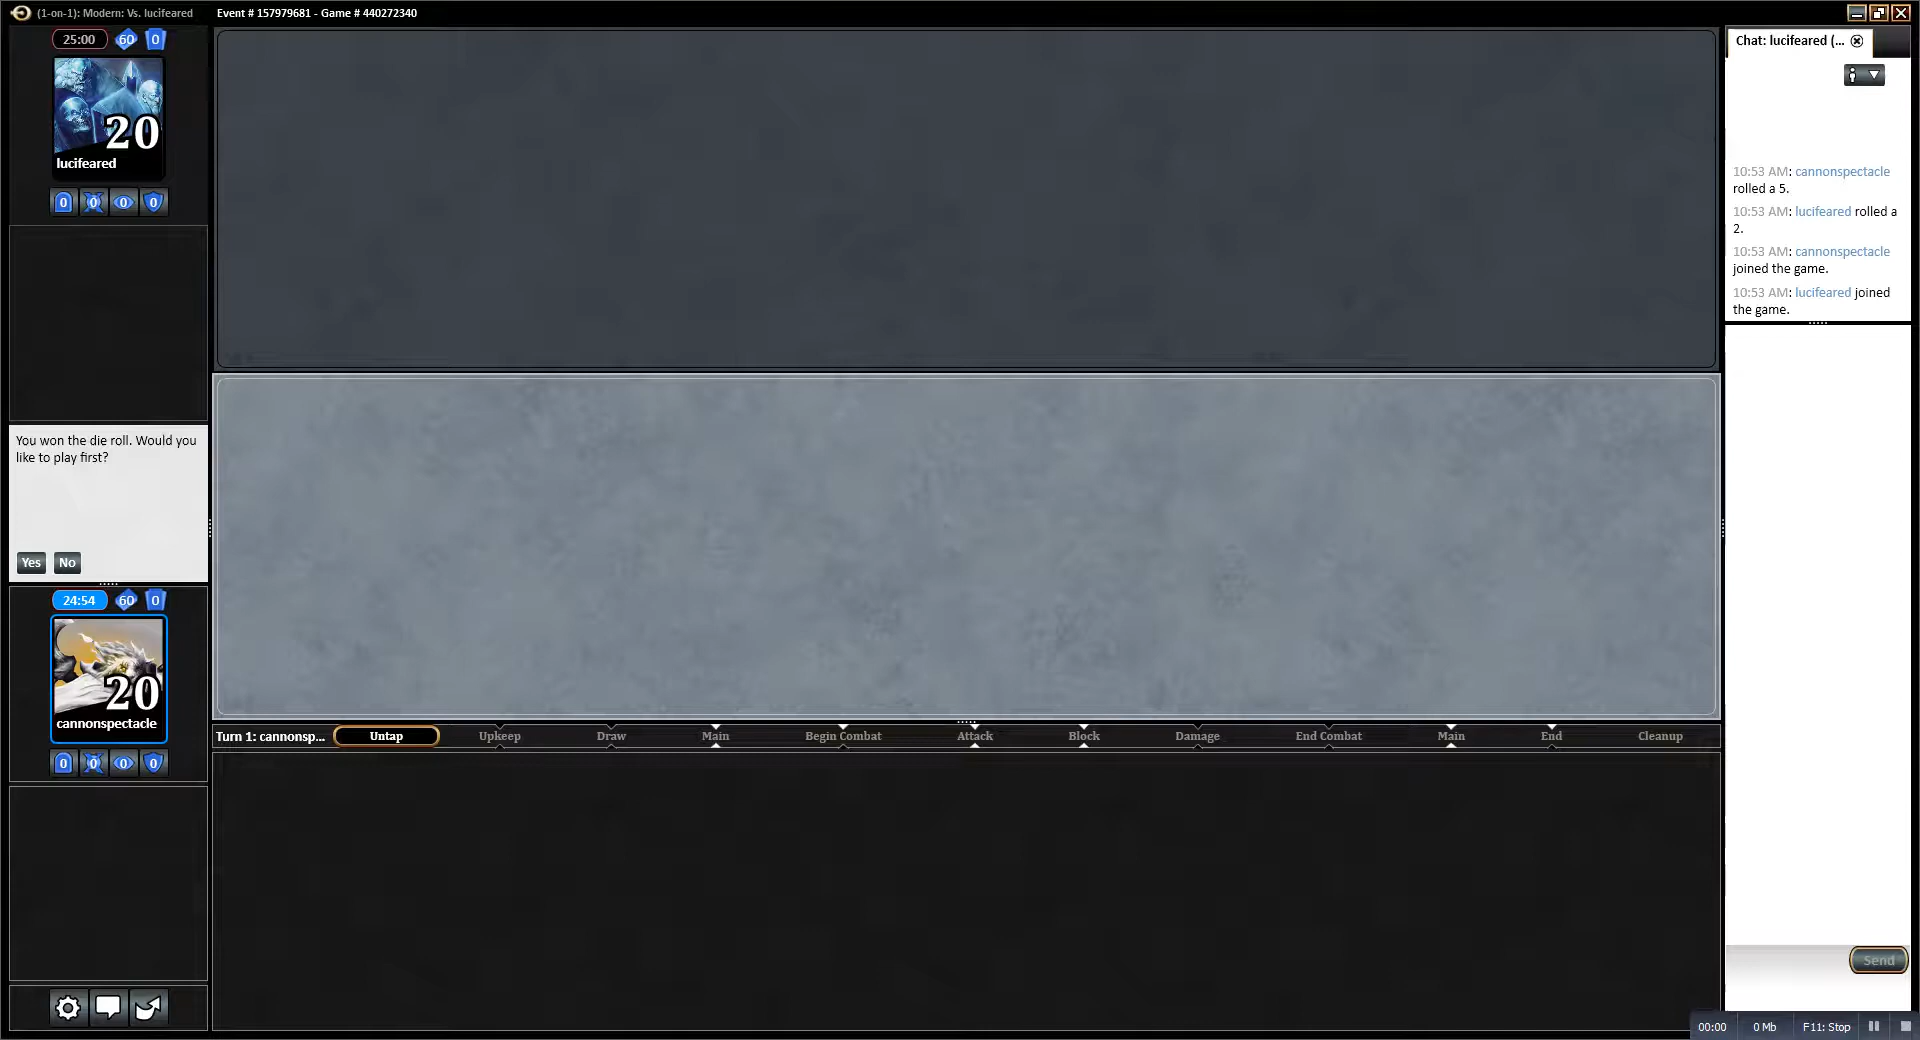 (1-on-1): Modern: Vs. lucifeared
Event # 157979681 - Game # 440272340
25:00 60 0
20
lucifeared
0 0 0 0
You won the die roll. Would you
like to play first?
Yes No
24:54 60 0
20
cannonspectacle
0 0 0 0
Turn 1: cannonsp... Untap Upkeep Draw Main Begin Combat Attack Block Damage End Combat Main End Cleanup
Chat: lucifeared (...
10:53 AM: cannonspectacle
rolled a 5.
10:53 AM: lucifeared rolled a
2.
10:53 AM: cannonspectacle
joined the game.
10:53 AM: lucifeared joined
the game.
Send
00:00 0 Mb F11: Stop